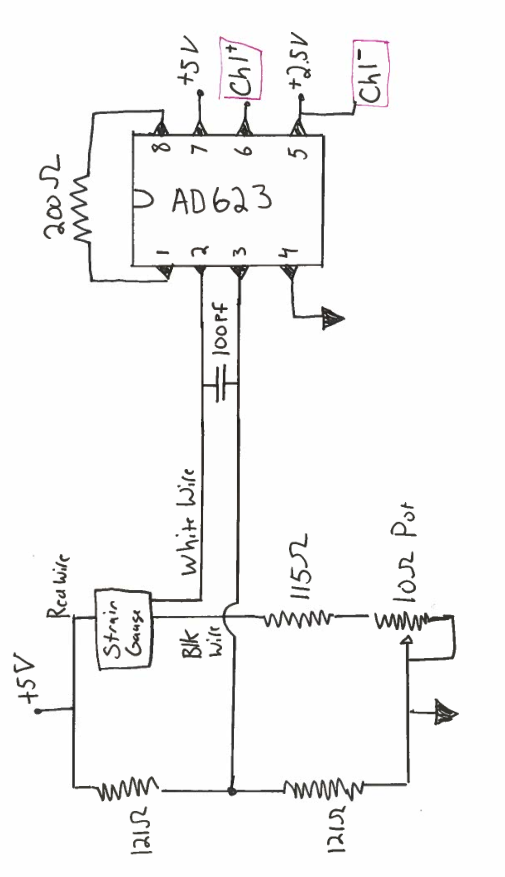 +5V
Red Wire
Strain
Gauge
Blk
Wire
White Wire
121Ω
121Ω
115Ω
10Ω Pot
100pf
200Ω
AD623
1
2
3
4
8
7
6
5
+5V
Ch1+
+2.5V
Ch1-